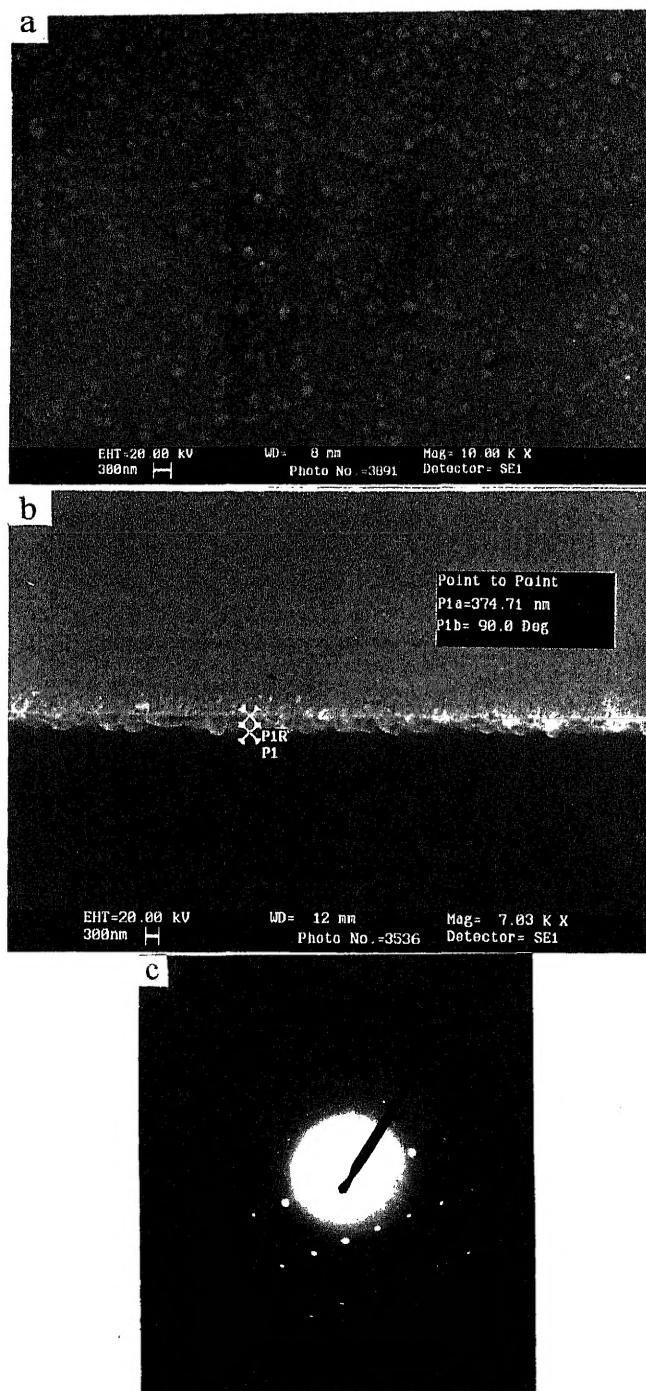 a
EHT=20.00 kV WD= 8 mm Mag= 10.00 K X
300nm Photo No.=3891 Detector= SE1
b
Point to Point
P1a=374.71 nm
P1b= 90.0 Deg
P1R
P1
EHT=20.00 kV WD= 12 mm Mag= 7.03 K X
300nm Photo No.=3536 Detector= SE1
c